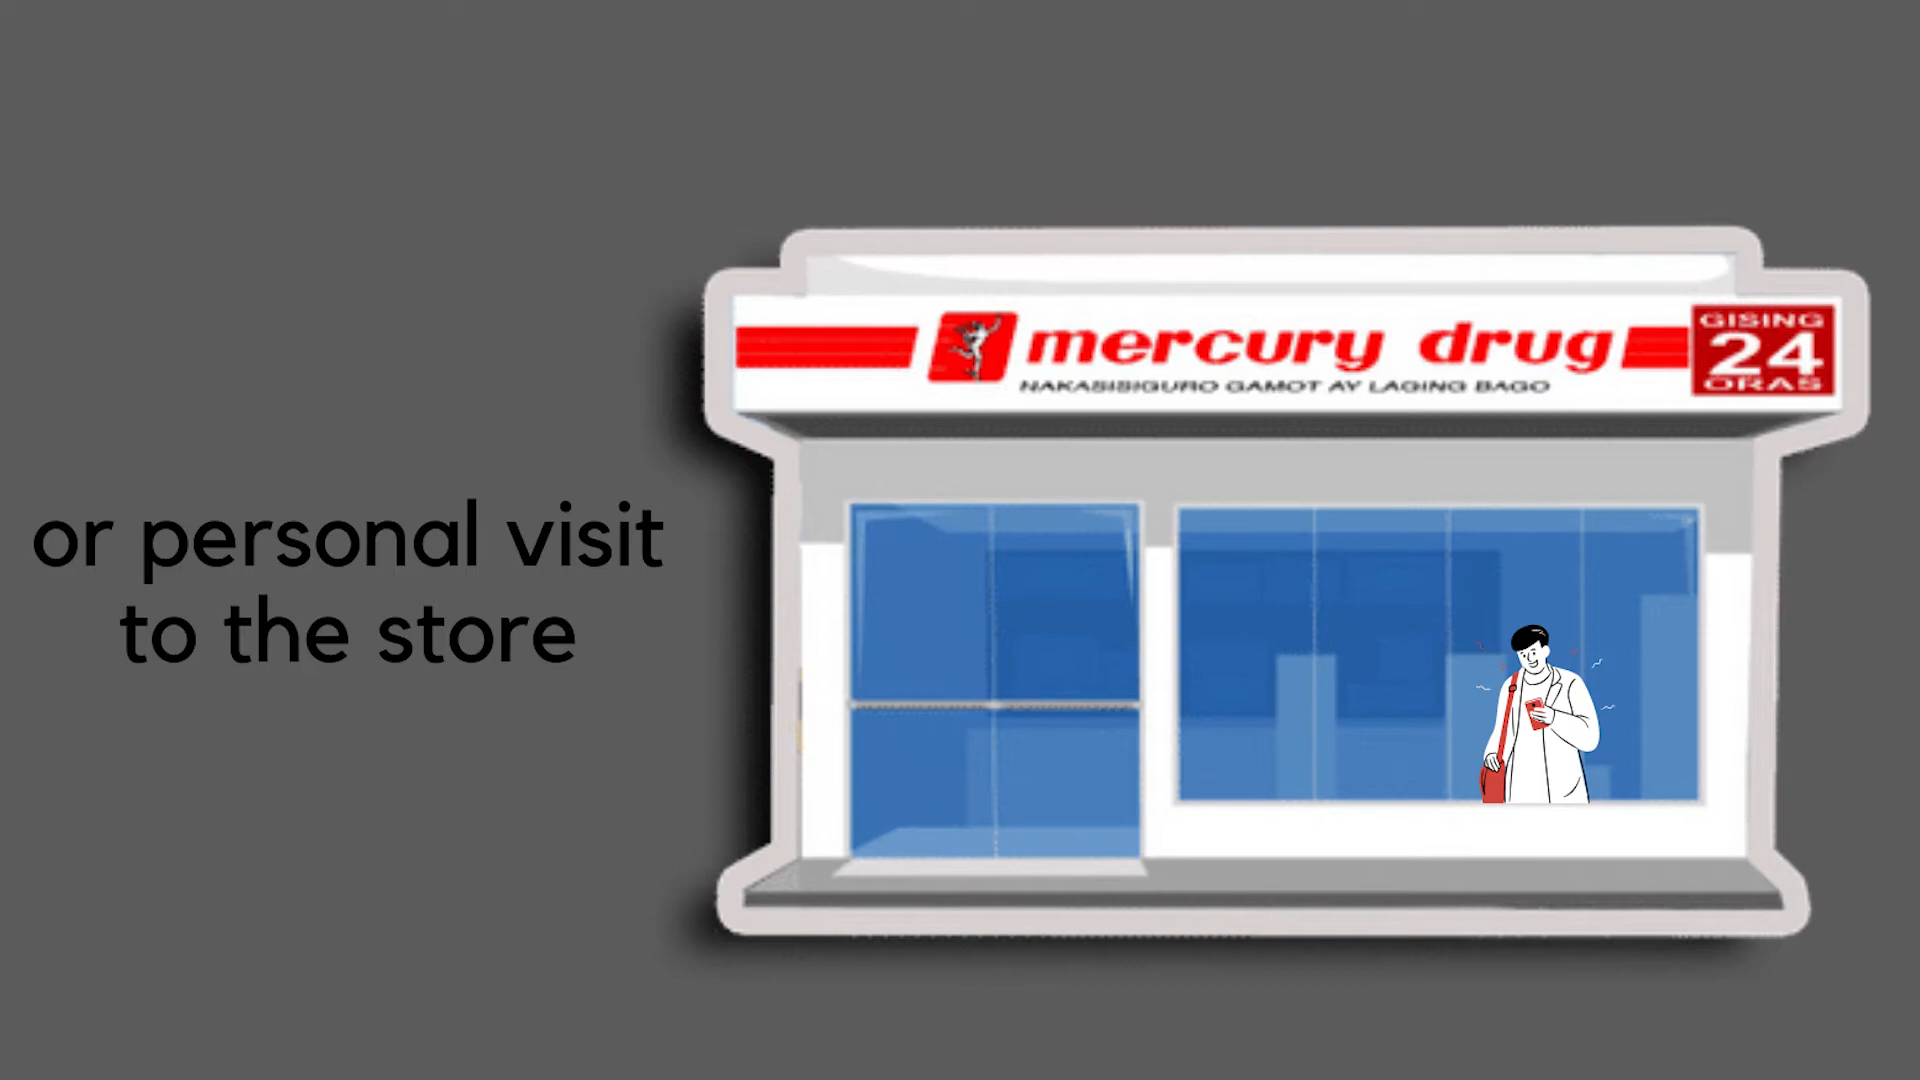 or personal visit
to the store
mercury drug
NAKASISIGURO GAMOT AY LAGING BAGO
GISING
24
ORAS